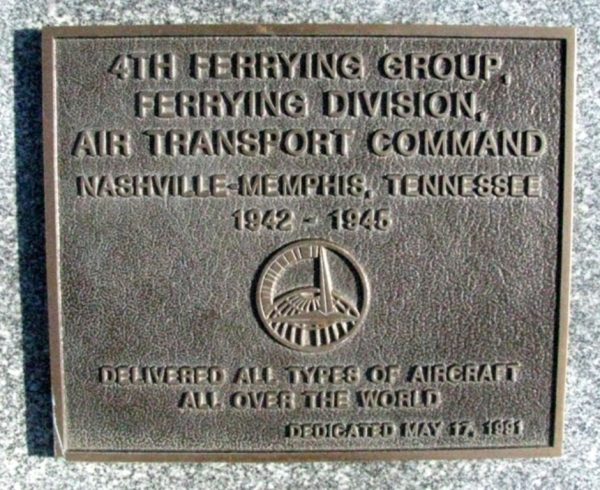 4TH FERRYING GROUP,
FERRYING DIVISION,
AIR TRANSPORT COMMAND
NASHVILLE-MEMPHIS, TENNESSEE
1942 - 1945
DELIVERED ALL TYPES OF AIRCRAFT
ALL OVER THE WORLD
DEDICATED MAY 17, 1991